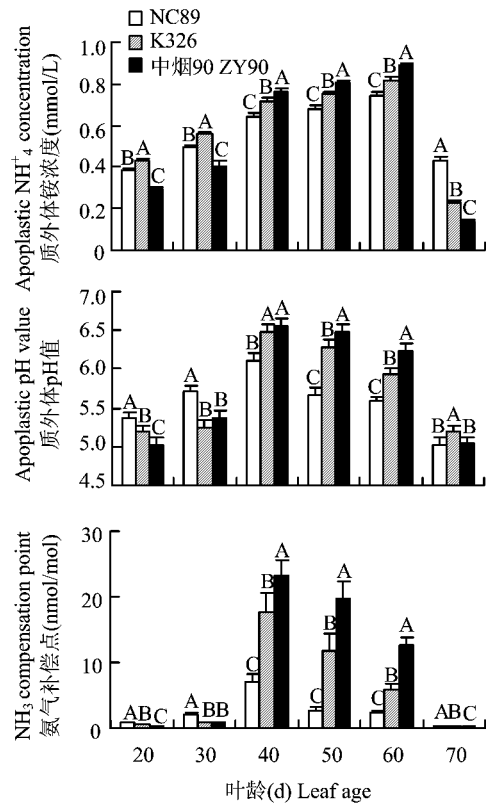 NC89
K326
中烟90 ZY90
Apoplastic NH⁺₄ concentration
质外体铵浓度(mmol/L)
1.0
0.8
0.6
0.4
0.2
0
B A C
B A C
C B A
C B A
C B A
A B C
Apoplastic pH value
质外体pH值
7.0
6.5
6.0
5.5
5.0
4.5
A B C
A B B
B A A
C B A
C B A
B A B
NH₃ compensation point
氨气补偿点(nmol/mol)
30
20
10
0
A B C
A B B
C B A
C B A
C B A
A B C
20 30 40 50 60 70
叶龄(d) Leaf age